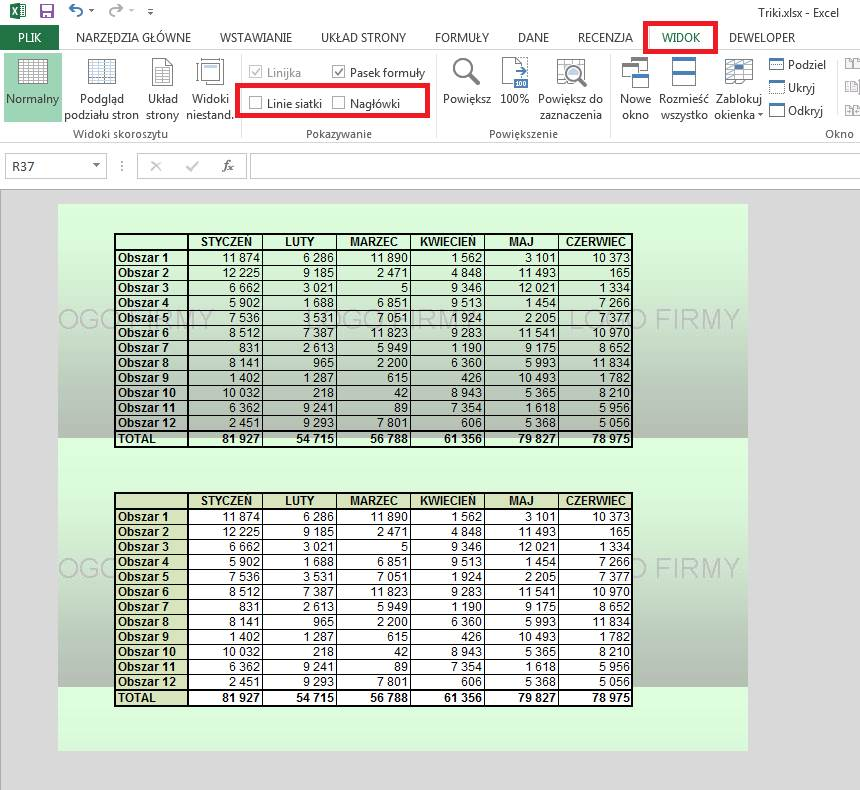 Triki.xlsx - Excel
PLIK NARZĘDZIA GŁÓWNE WSTAWIANIE UKŁAD STRONY FORMUŁY DANE RECENZJA WIDOK DEWELOPER
Linijka Pasek formuły Podziel
Normalny Podgląd Układ Widoki Powiększ 100% Powiększ do Nowe Rozmieść Zablokuj Ukryj
podziału stron strony niestand. Linie siatki Nagłówki zaznaczenia okno wszystko okienka Odkryj
Widoki skoroszytu Pokazywanie Powiększenie Okno
R37 fx
STYCZEŃ LUTY MARZEC KWIECIEŃ MAJ CZERWIEC
Obszar 1 11 874 6 286 11 890 1 562 3 101 10 373
Obszar 2 12 225 9 185 2 471 4 848 11 493 165
Obszar 3 6 662 3 021 5 9 346 12 021 1 334
Obszar 4 5 902 1 688 6 851 9 513 1 454 7 266
Obszar 5 7 536 3 531 7 051 1 924 2 205 7 377
Obszar 6 8 512 7 387 11 823 9 283 11 541 10 970
Obszar 7 831 2 613 5 949 1 190 9 175 8 652
Obszar 8 8 141 965 2 200 6 360 5 993 11 834
Obszar 9 1 402 1 287 615 426 10 493 1 782
Obszar 10 10 032 218 42 8 943 5 365 8 210
Obszar 11 6 362 9 241 89 7 354 1 618 5 956
Obszar 12 2 451 9 293 7 801 606 5 368 5 056
TOTAL 81 927 54 715 56 788 61 356 79 827 78 975
OGO FIRMY LOGO FIRMY LOGO FIRMY
STYCZEŃ LUTY MARZEC KWIECIEŃ MAJ CZERWIEC
Obszar 1 11 874 6 286 11 890 1 562 3 101 10 373
Obszar 2 12 225 9 185 2 471 4 848 11 493 165
Obszar 3 6 662 3 021 5 9 346 12 021 1 334
Obszar 4 5 902 1 688 6 851 9 513 1 454 7 266
Obszar 5 7 536 3 531 7 051 1 924 2 205 7 377
Obszar 6 8 512 7 387 11 823 9 283 11 541 10 970
Obszar 7 831 2 613 5 949 1 190 9 175 8 652
Obszar 8 8 141 965 2 200 6 360 5 993 11 834
Obszar 9 1 402 1 287 615 426 10 493 1 782
Obszar 10 10 032 218 42 8 943 5 365 8 210
Obszar 11 6 362 9 241 89 7 354 1 618 5 956
Obszar 12 2 451 9 293 7 801 606 5 368 5 056
TOTAL 81 927 54 715 56 788 61 356 79 827 78 975
OGO O FIRMY